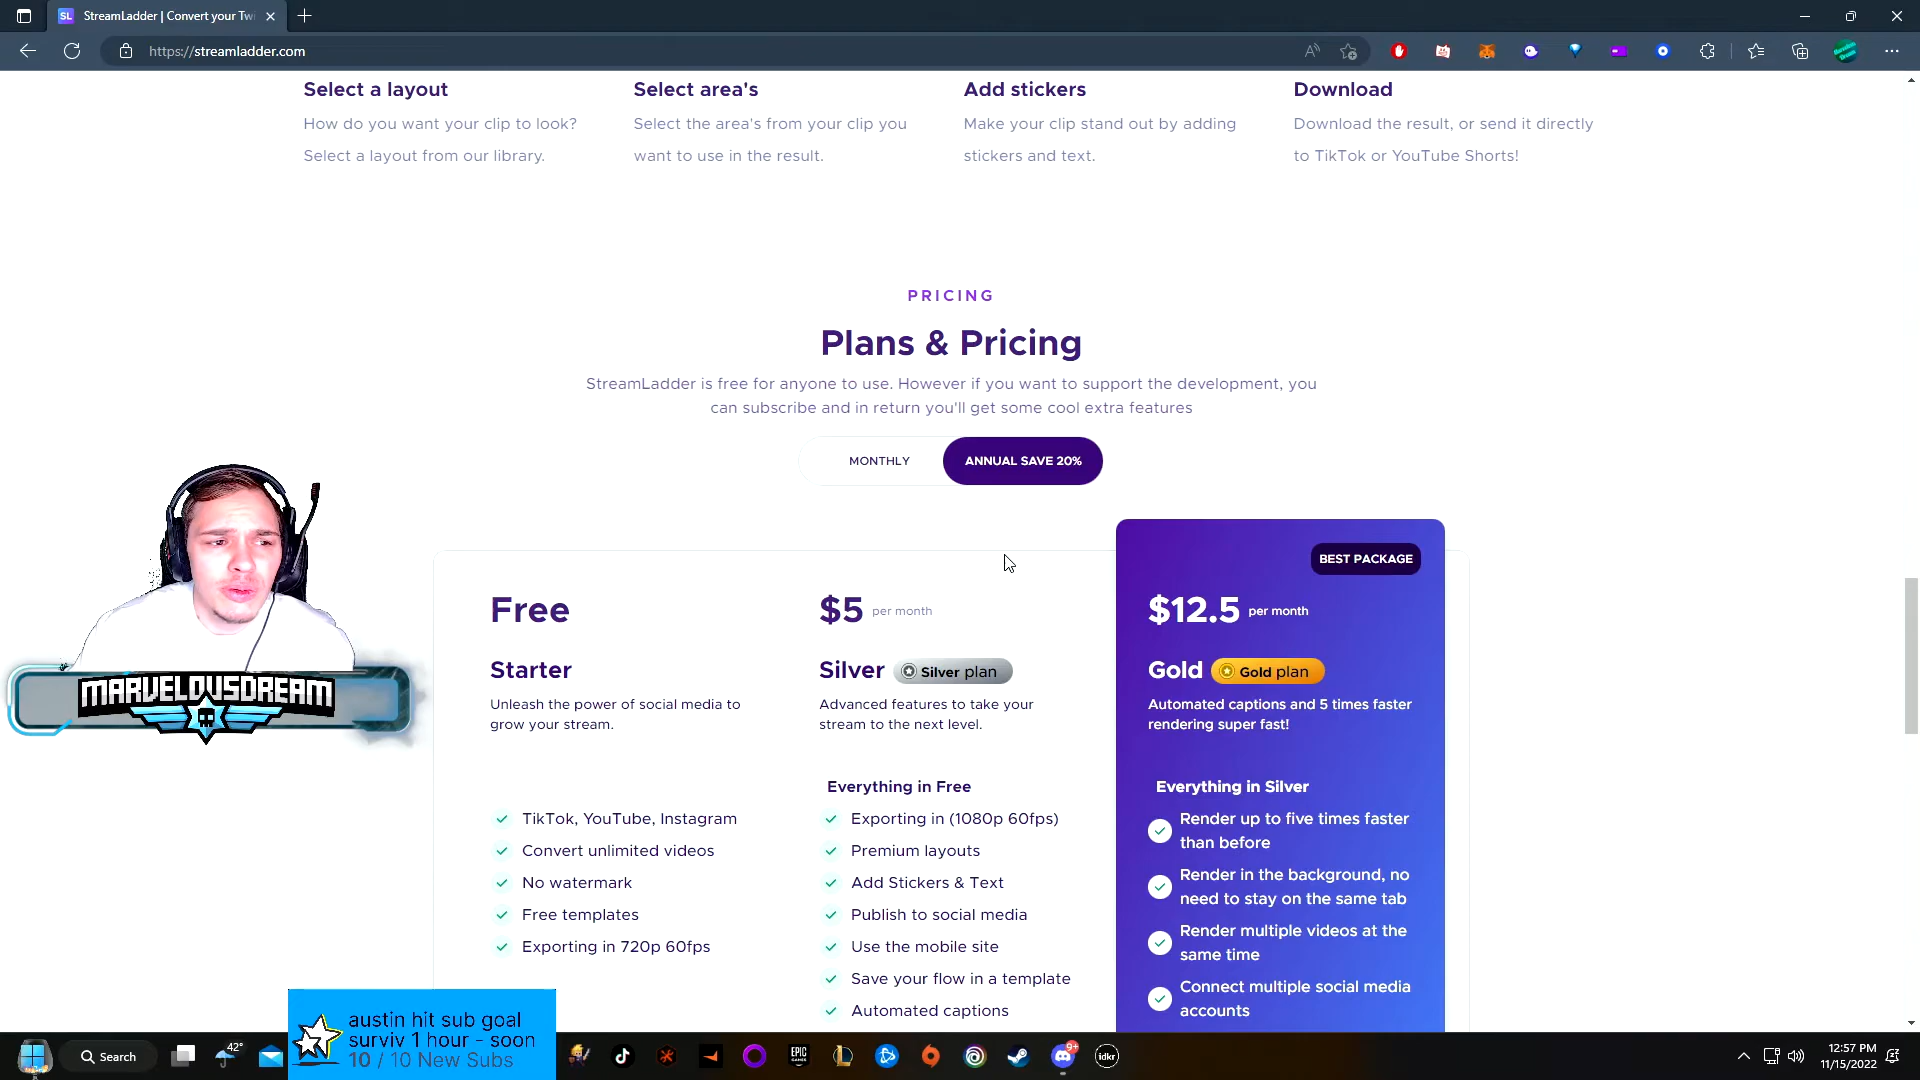 StreamLadder | Convert your Tw
https://streamladder.com
Select a layout
How do you want your clip to look?
Select a layout from our library.
Select area's
Select the area's from your clip you
want to use in the result.
Add stickers
Make your clip stand out by adding
stickers and text.
Download
Download the result, or send it directly
to TikTok or YouTube Shorts!
PRICING
Plans & Pricing
StreamLadder is free for anyone to use. However if you want to support the development, you
can subscribe and in return you'll get some cool extra features
MONTHLY
ANNUAL SAVE 20%
Free
Starter
Unleash the power of social media to
grow your stream.
TikTok, YouTube, Instagram
Convert unlimited videos
No watermark
Free templates
Exporting in 720p 60fps
$5 per month
Silver Silver plan
Advanced features to take your
stream to the next level.
Everything in Free
Exporting in (1080p 60fps)
Premium layouts
Add Stickers & Text
Publish to social media
Use the mobile site
Save your flow in a template
Automated captions
BEST PACKAGE
$12.5 per month
Gold Gold plan
Automated captions and 5 times faster
rendering super fast!
Everything in Silver
Render up to five times faster
than before
Render in the background, no
need to stay on the same tab
Render multiple videos at the
same time
Connect multiple social media
accounts
MARVELOUSDREAM
austin hit sub goal
surviv 1 hour - soon
10 / 10 New Subs
Search
42°
EPIC
GAMES
9+
idkr
12:57 PM
11/15/2022